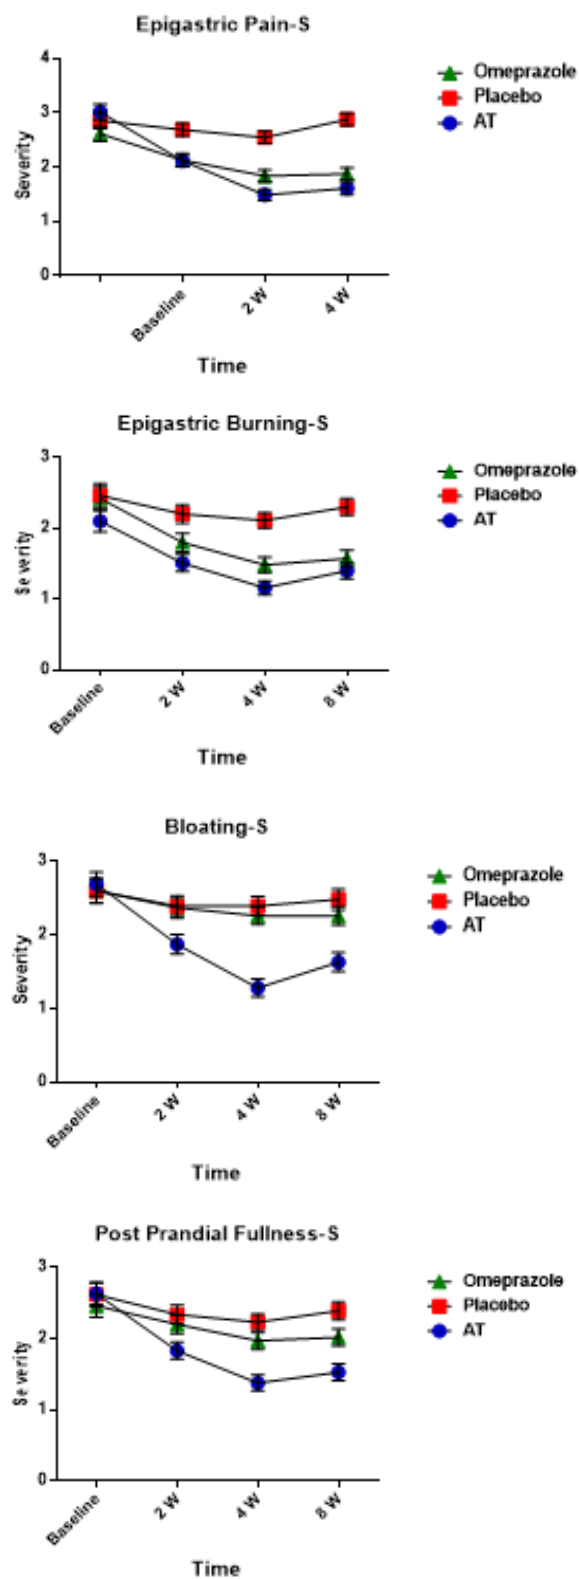 Epigastric Pain-S
4
3
2
1
0
Severity
Baseline
2 W
4 W
Time
Omeprazole
Placebo
AT
Epigastric Burning-S
3
2
1
0
Severity
Baseline
2 W
4 W
8 W
Time
Omeprazole
Placebo
AT
Bloating-S
3
2
1
0
Severity
Baseline
2 W
4 W
8 W
Time
Omeprazole
Placebo
AT
Post Prandial Fullness-S
3
2
1
0
Severity
Baseline
2 W
4 W
8 W
Time
Omeprazole
Placebo
AT